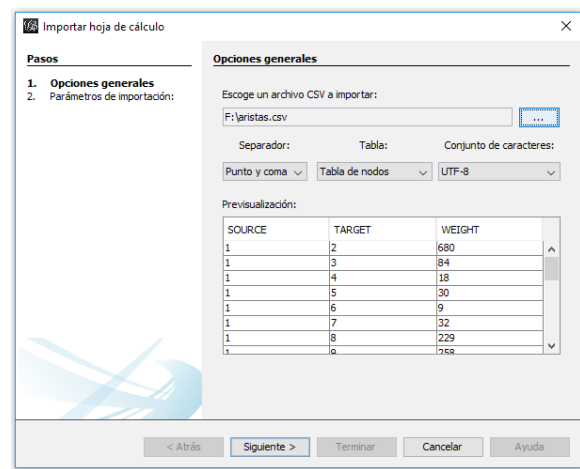 Importar hoja de cálculo
Pasos
1. Opciones generales
2. Parámetros de importación:
Opciones generales
Escoge un archivo CSV a importar:
F:\aristas.csv
...
Separador: Tabla: Conjunto de caracteres:
Punto y coma Tabla de nodos UTF-8
Previsualización:
SOURCE TARGET WEIGHT
1 2 680
1 3 84
1 4 18
1 5 30
1 6 9
1 7 32
1 8 229
1 9 258
< Atrás Siguiente > Terminar Cancelar Ayuda